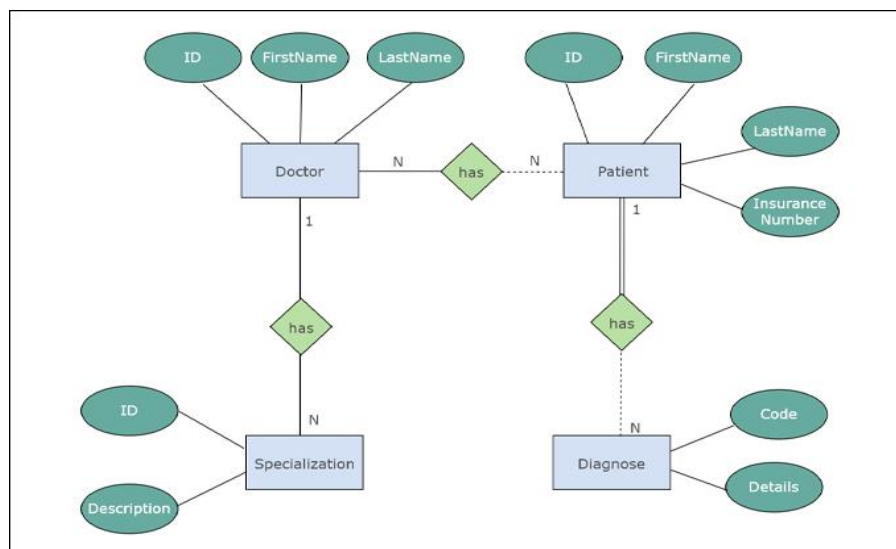 ID
FirstName
LastName
ID
FirstName
LastName
Doctor
N
has
N
Patient
Insurance
Number
1
1
has
has
ID
Code
N
N
Specialization
Diagnose
Details
Description